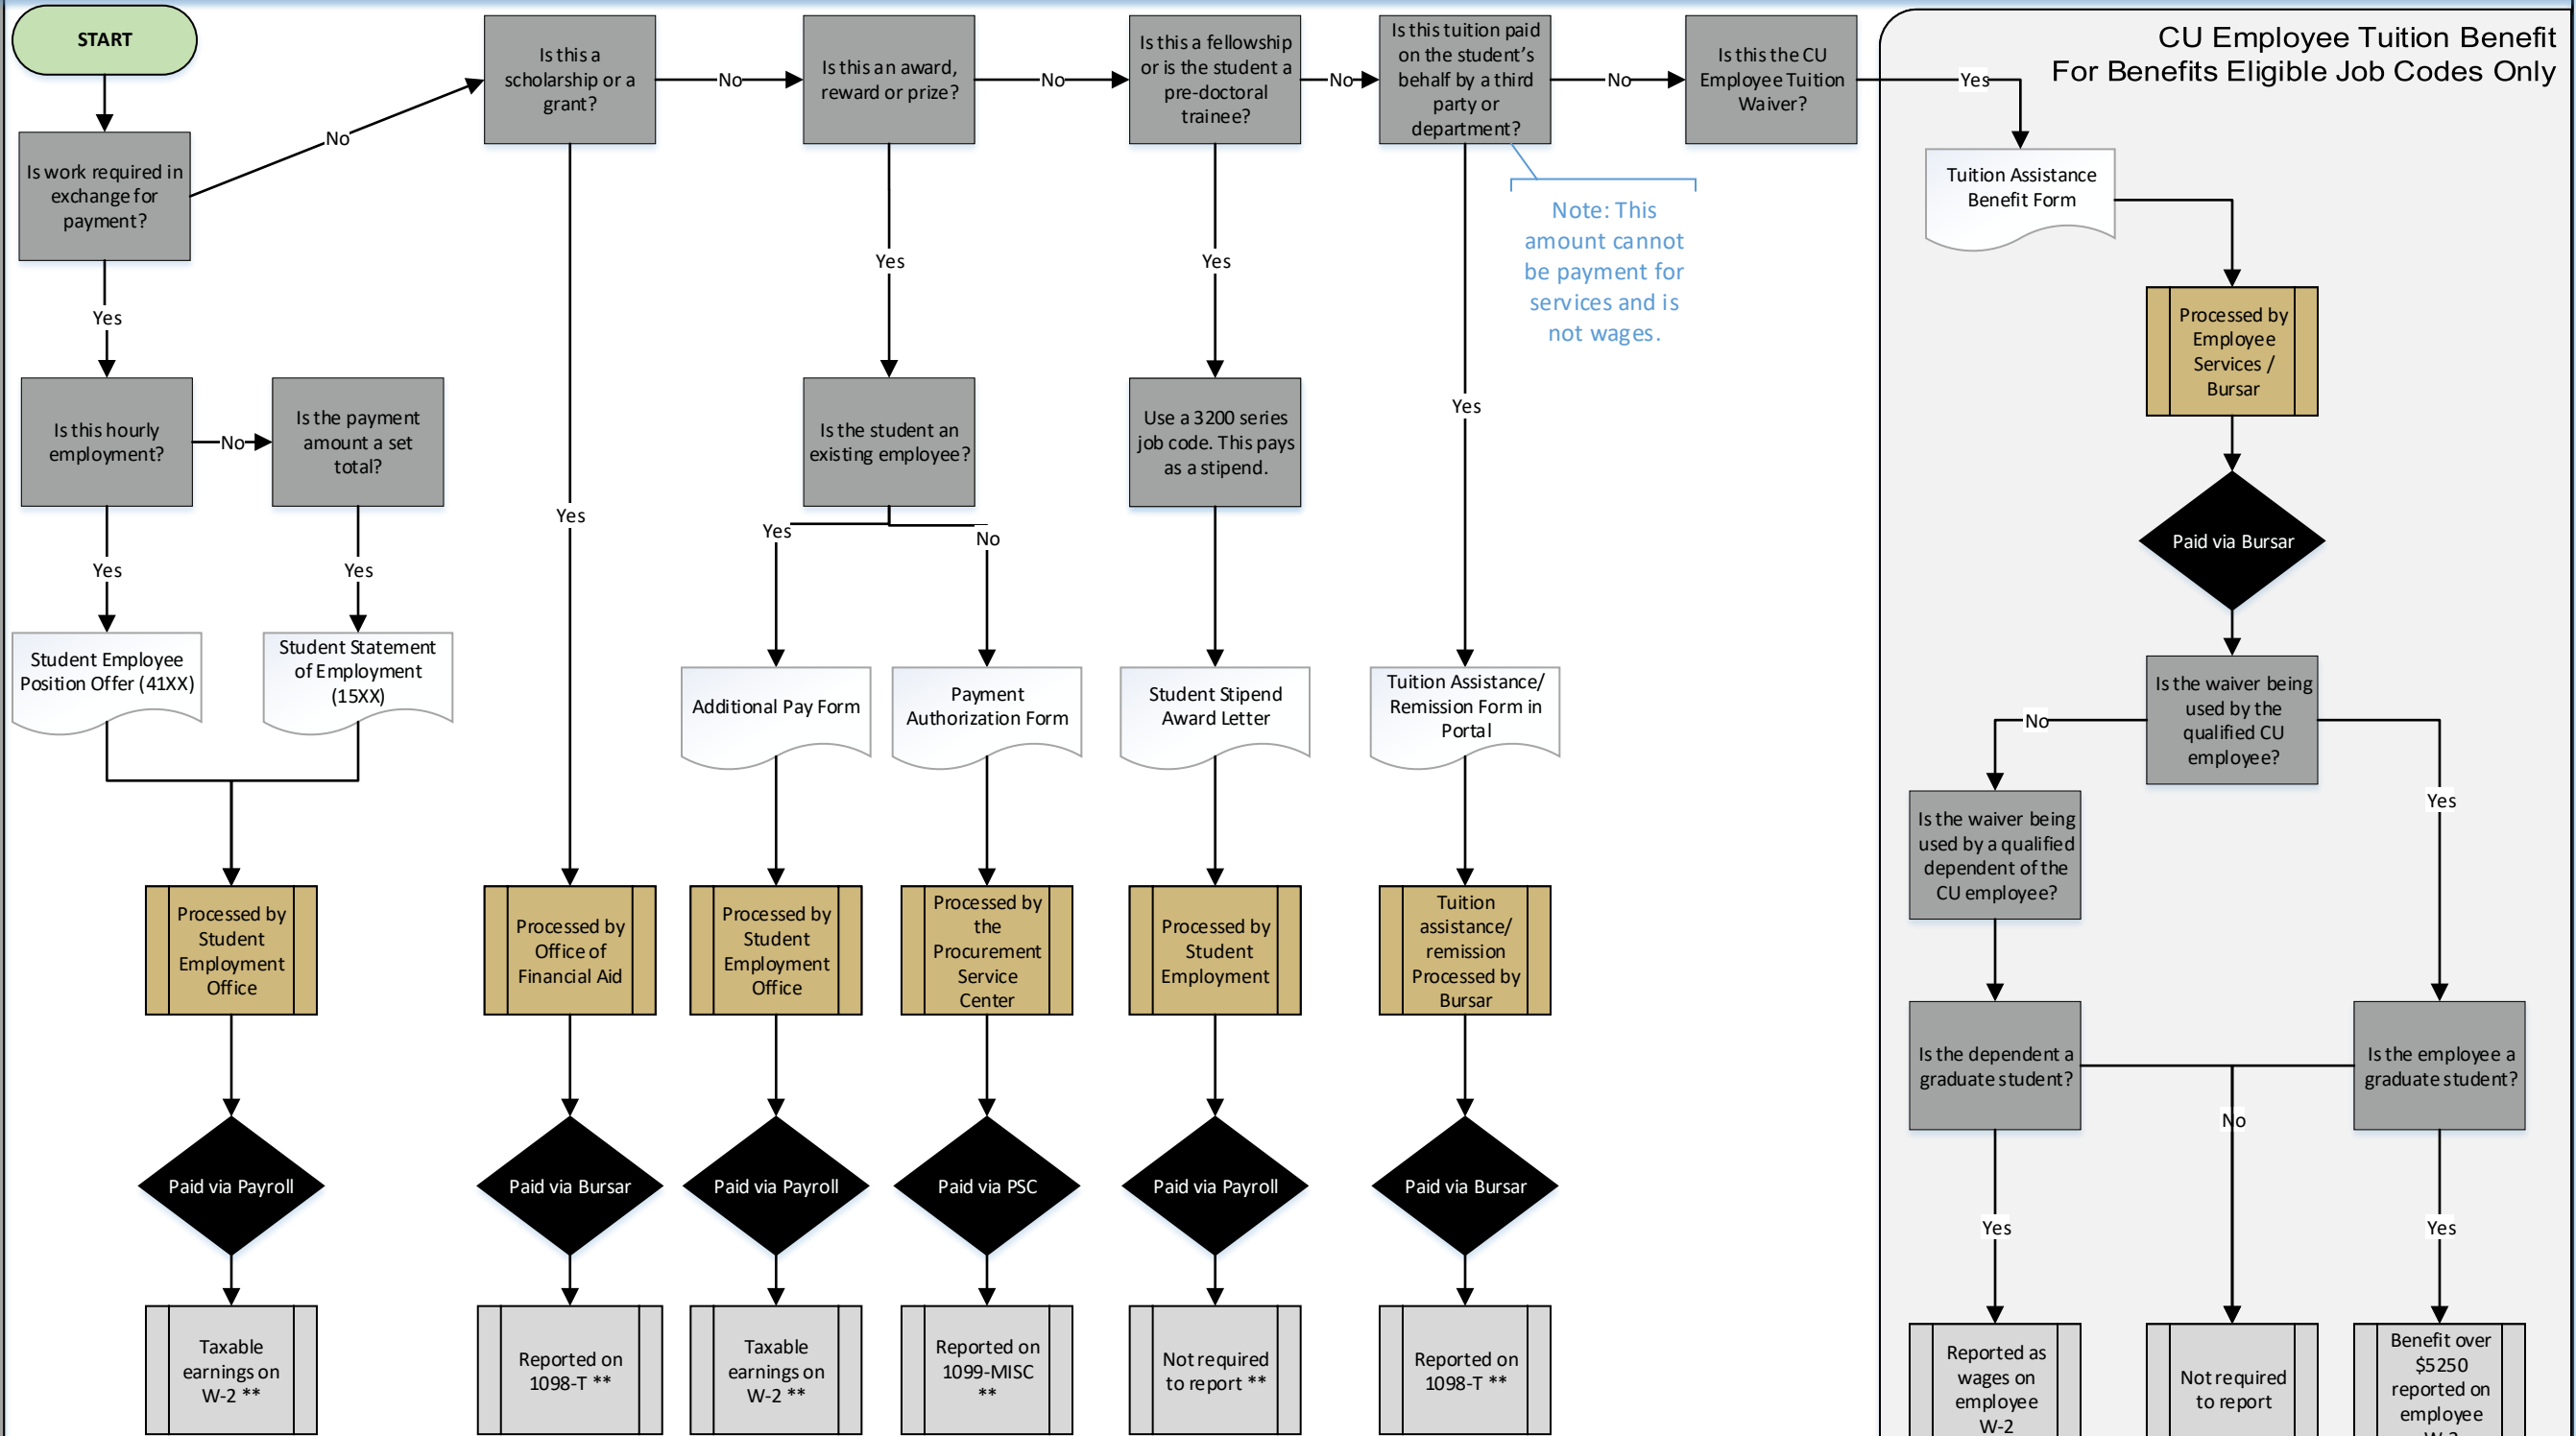 START
Is work required in
exchange for
payment?
No
Yes
Is this hourly
employment?
No
Is the payment
amount a set
total?
Yes
Yes
Student Employee
Position Offer (41XX)
Student Statement
of Employment
(15XX)
Processed by
Student
Employment
Office
Paid via Payroll
Taxable
earnings on
W-2 **
Is this a
scholarship or a
grant?
No
Yes
Processed by
Office of
Financial Aid
Paid via Bursar
Reported on
1098-T **
Is this an award,
reward or prize?
No
Yes
Is the student an
existing employee?
Yes
No
Additional Pay Form
Processed by
Student
Employment
Office
Paid via Payroll
Taxable
earnings on
W-2 **
Payment
Authorization Form
Processed by
the
Procurement
Service
Center
Paid via PSC
Reported on
1099-MISC
**
Is this a fellowship
or is the student a
pre-doctoral
trainee?
No
Yes
Use a 3200 series
job code. This pays
as a stipend.
Student Stipend
Award Letter
Processed by
Student
Employment
Paid via Payroll
Not required
to report **
Is this tuition paid
on the student's
behalf by a third
party or
department?
No
Note: This
amount cannot
be payment for
services and is
not wages.
Yes
Tuition Assistance/
Remission Form in
Portal
Tuition
assistance/
remission
Processed by
Bursar
Paid via Bursar
Reported on
1098-T **
Is this the CU
Employee Tuition
Waiver?
Yes
CU Employee Tuition Benefit
For Benefits Eligible Job Codes Only
Tuition Assistance
Benefit Form
Processed by
Employee
Services /
Bursar
Paid via Bursar
Is the waiver being
used by the
qualified CU
employee?
No
Yes
Is the waiver being
used by a qualified
dependent of the
CU employee?
Is the dependent a
graduate student?
Is the employee a
graduate student?
No
Yes
Yes
Reported as
wages on
employee
W-2
Not required
to report
Benefit over
$5250
reported on
employee
W-2